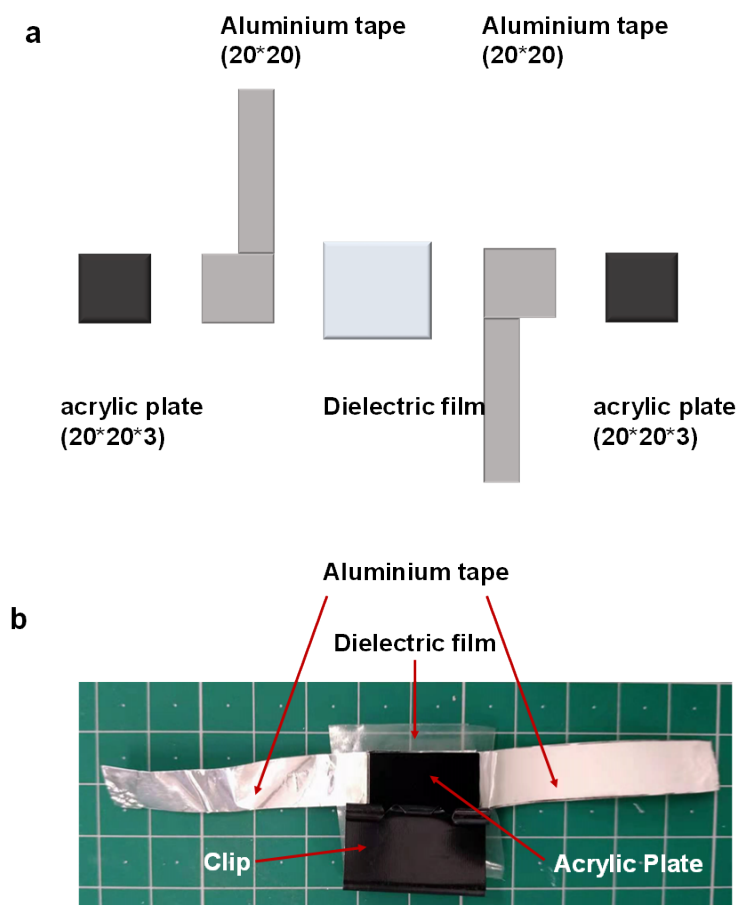 a
Aluminium tape
(20*20)
Aluminium tape
(20*20)
acrylic plate
(20*20*3)
Dielectric film
acrylic plate
(20*20*3)
b
Aluminium tape
Dielectric film
Clip
Acrylic Plate